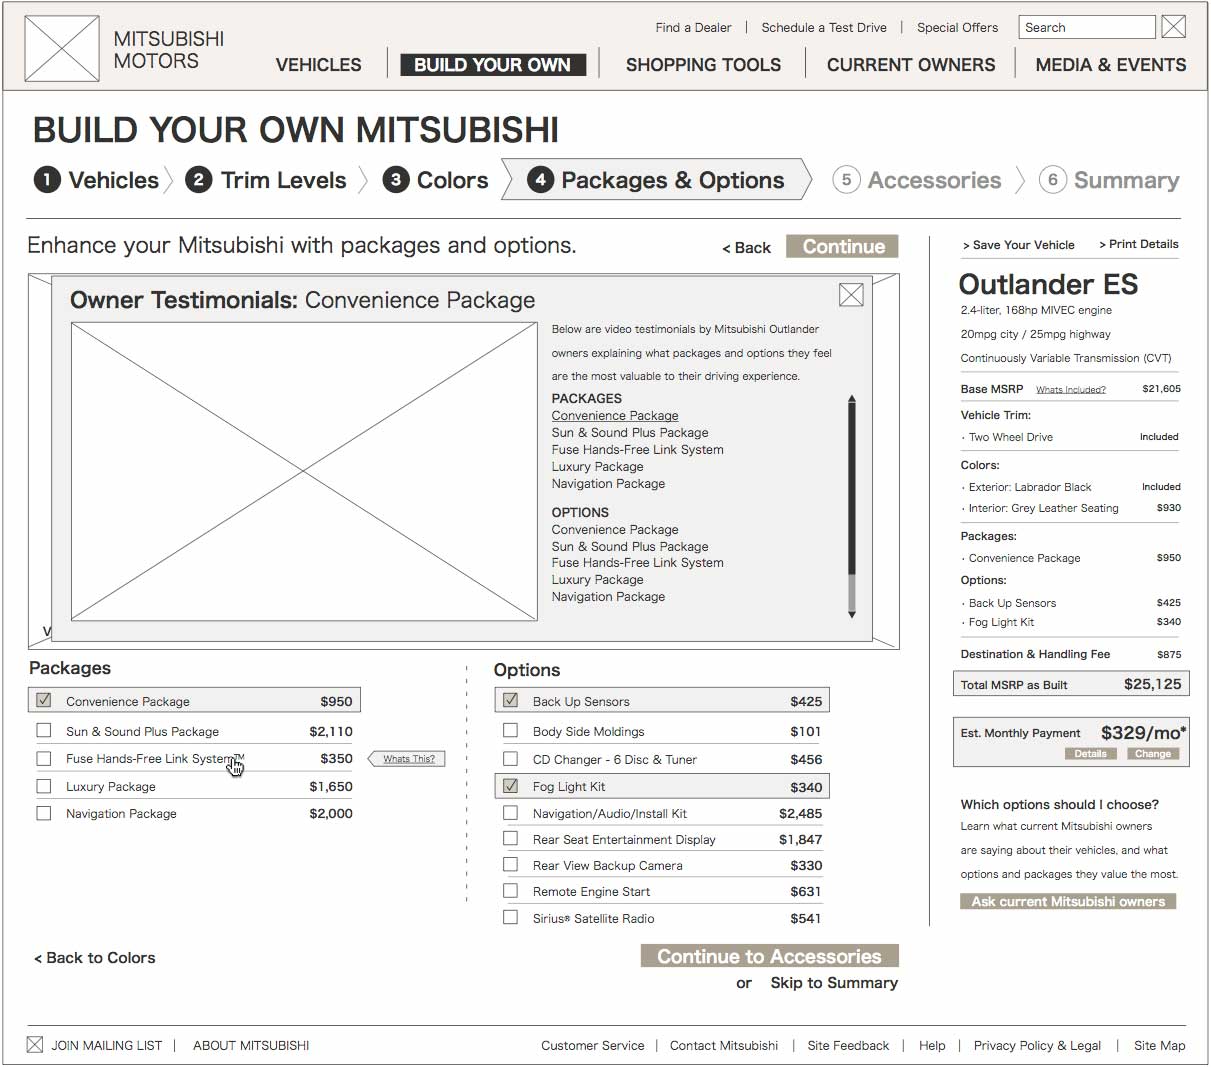 Find a Dealer | Schedule a Test Drive | Special Offers Search
MITSUBISHI
MOTORS
VEHICLES BUILD YOUR OWN SHOPPING TOOLS CURRENT OWNERS MEDIA & EVENTS
BUILD YOUR OWN MITSUBISHI
1 Vehicles 2 Trim Levels 3 Colors 4 Packages & Options 5 Accessories 6 Summary
Enhance your Mitsubishi with packages and options.
< Back Continue
Owner Testimonials: Convenience Package
Below are video testimonials by Mitsubishi Outlander
owners explaining what packages and options they feel
are the most valuable to their driving experience.
PACKAGES
Convenience Package
Sun & Sound Plus Package
Fuse Hands-Free Link System
Luxury Package
Navigation Package
OPTIONS
Convenience Package
Sun & Sound Plus Package
Fuse Hands-Free Link System
Luxury Package
Navigation Package
V
Packages
Convenience Package $950
Sun & Sound Plus Package $2,110
Fuse Hands-Free Link System™ $350 Whats This?
Luxury Package $1,650
Navigation Package $2,000
Options
Back Up Sensors $425
Body Side Moldings $101
CD Changer - 6 Disc & Tuner $456
Fog Light Kit $340
Navigation/Audio/Install Kit $2,485
Rear Seat Entertainment Display $1,847
Rear View Backup Camera $330
Remote Engine Start $631
Sirius® Satellite Radio $541
< Back to Colors
Continue to Accessories
or Skip to Summary
> Save Your Vehicle > Print Details
Outlander ES
2.4-liter, 168hp MIVEC engine
20mpg city / 25mpg highway
Continuously Variable Transmission (CVT)
Base MSRP Whats Included? $21,605
Vehicle Trim:
· Two Wheel Drive Included
Colors:
· Exterior: Labrador Black Included
· Interior: Grey Leather Seating $930
Packages:
· Convenience Package $950
Options:
· Back Up Sensors $425
· Fog Light Kit $340
Destination & Handling Fee $875
Total MSRP as Built $25,125
Est. Monthly Payment $329/mo*
Details Change
Which options should I choose?
Learn what current Mitsubishi owners
are saying about their vehicles, and what
options and packages they value the most.
Ask current Mitsubishi owners
JOIN MAILING LIST | ABOUT MITSUBISHI
Customer Service | Contact Mitsubishi | Site Feedback | Help | Privacy Policy & Legal | Site Map